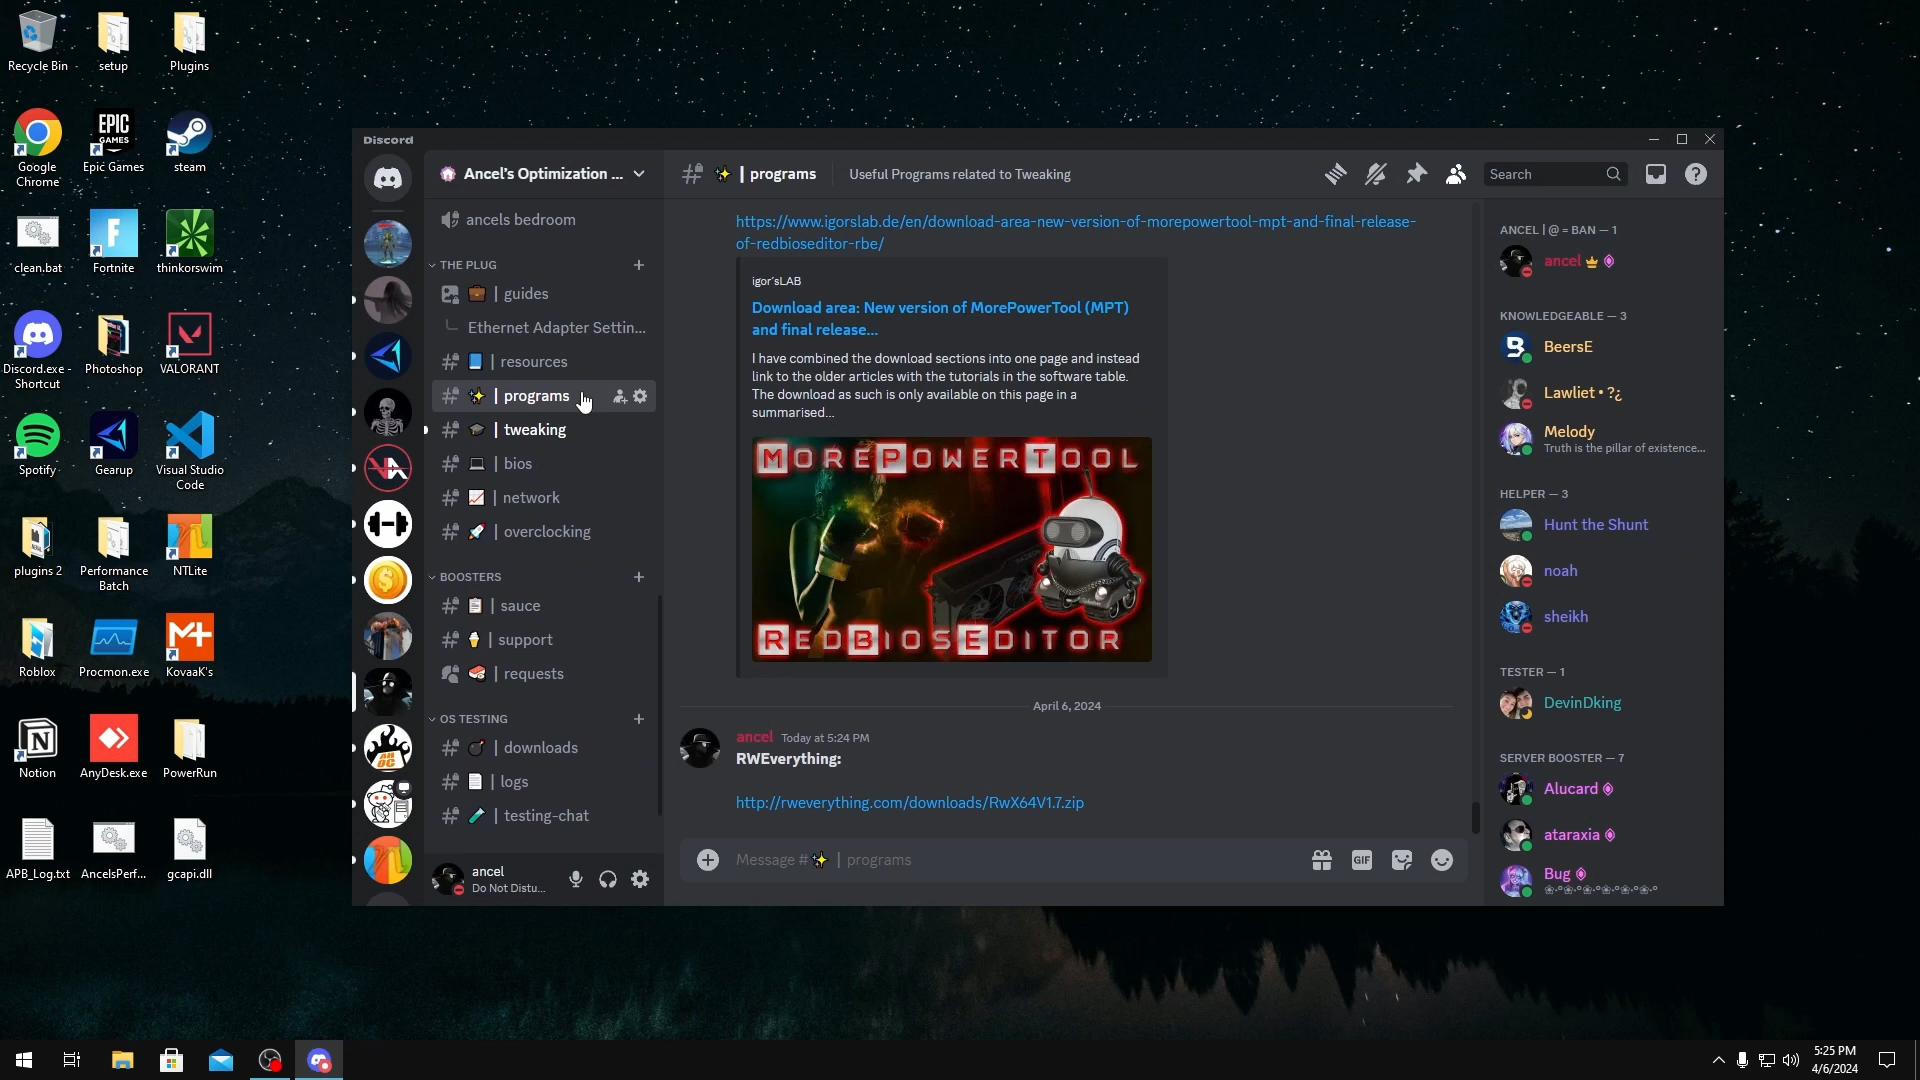 Recycle Bin
setup
Plugins
Google
Chrome
EPIC
GAMES
Epic Games
steam
clean.bat
Fortnite
thinkorswim
Discord.exe -
Shortcut
Photoshop
VALORANT
Spotify
Gearup
Visual Studio
Code
plugins 2
Performance
Batch
NTLite
Roblox
Procmon.exe
KovaaK's
Notion
AnyDesk.exe
PowerRun
APB_Log.txt
AncelsPerf...
gcapi.dll
Discord
Ancel's Optimization ...
ancels bedroom
THE PLUG
| guides
Ethernet Adapter Settin...
| resources
| programs
| tweaking
| bios
| network
| overclocking
BOOSTERS
| sauce
| support
| requests
OS TESTING
| downloads
| logs
| testing-chat
ancel
Do Not Distu...
| programs
Useful Programs related to Tweaking
Search
https://www.igorslab.de/en/download-area-new-version-of-morepowertool-mpt-and-final-release-
of-redbioseditor-rbe/
igor'sLAB
Download area: New version of MorePowerTool (MPT)
and final release...
I have combined the download sections into one page and instead
link to the older articles with the tutorials in the software table.
The download as such is only available on this page in a
summarised...
MOREPOWERTOOL
REDBIOSEDITOR
April 6, 2024
ancel Today at 5:24 PM
RWEverything:
http://rweverything.com/downloads/RwX64V1.7.zip
Message #✨ | programs
GIF
ANCEL | @ = BAN — 1
ancel
KNOWLEDGEABLE — 3
BeersE
Lawliet • ?¿
Melody
Truth is the pillar of existence...
HELPER — 3
Hunt the Shunt
noah
sheikh
TESTER — 1
DevinDking
SERVER BOOSTER — 7
Alucard
ataraxia
Bug
5:25 PM
4/6/2024